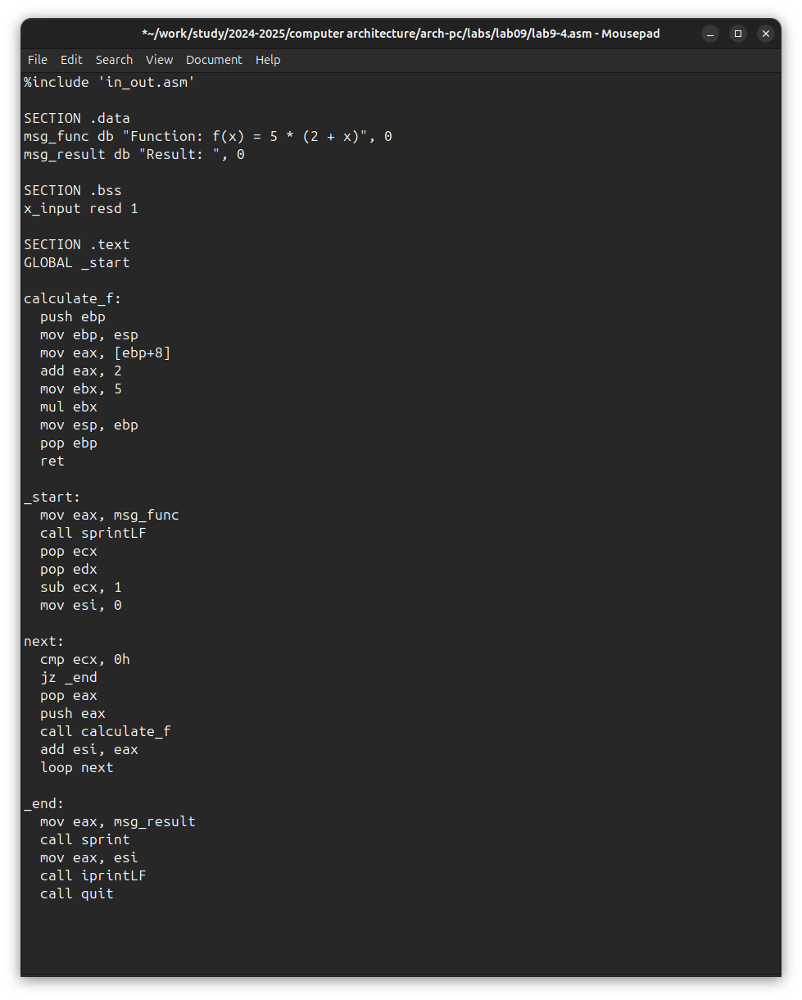 *~/work/study/2024-2025/computer architecture/arch-pc/labs/lab09/lab9-4.asm - Mousepad
File Edit Search View Document Help
%include 'in_out.asm'

SECTION .data
msg_func db "Function: f(x) = 5 * (2 + x)", 0
msg_result db "Result: ", 0

SECTION .bss
x_input resd 1

SECTION .text
GLOBAL _start

calculate_f:
  push ebp
  mov ebp, esp
  mov eax, [ebp+8]
  add eax, 2
  mov ebx, 5
  mul ebx
  mov esp, ebp
  pop ebp
  ret

_start:
  mov eax, msg_func
  call sprintLF
  pop ecx
  pop edx
  sub ecx, 1
  mov esi, 0

next:
  cmp ecx, 0h
  jz _end
  pop eax
  push eax
  call calculate_f
  add esi, eax
  loop next

_end:
  mov eax, msg_result
  call sprint
  mov eax, esi
  call iprintLF
  call quit